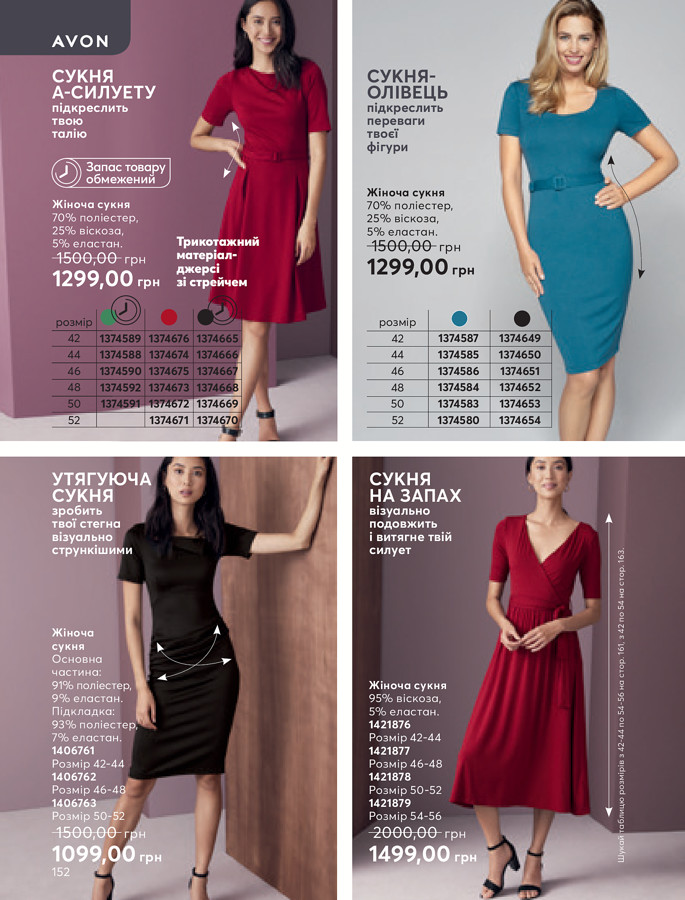 AVON
СУКНЯ
А-СИЛУЕТУ
підкреслить
твою
талію
Запас товару
обмежений
Жіноча сукня
70% поліестер,
25% віскоза,
5% еластан.
1500,00 грн
1299,00 грн
Трикотажний
матеріал-
джерсі
зі стрейчем
розмір
42 1374589 1374676 1374665
44 1374588 1374674 1374666
46 1374590 1374675 1374667
48 1374592 1374673 1374668
50 1374591 1374672 1374669
52 1374671 1374670
СУКНЯ-
ОЛІВЕЦЬ
підкреслить
переваги
твоєї
фігури
Жіноча сукня
70% поліестер,
25% віскоза,
5% еластан.
1500,00 грн
1299,00 грн
розмір
42 1374587 1374649
44 1374585 1374650
46 1374586 1374651
48 1374584 1374652
50 1374583 1374653
52 1374580 1374654
УТЯГУЮЧА
СУКНЯ
зробить
твої стегна
візуально
стрункішими
Жіноча
сукня
Основна
частина:
91% поліестер,
9% еластан.
Підкладка:
93% поліестер,
7% еластан.
1406761
Розмір 42-44
1406762
Розмір 46-48
1406763
Розмір 50-52
1500,00 грн
1099,00 грн
152
СУКНЯ
НА ЗАПАХ
візуально
подовжить
і витягне твій
силует
Жіноча сукня
95% віскоза,
5% еластан.
1421876
Розмір 42-44
1421877
Розмір 46-48
1421878
Розмір 50-52
1421879
Розмір 54-56
2000,00 грн
1499,00 грн
Шукай таблицю розмірів з 42-44 по 54-56 на стор. 161, з 42 по 54 на стор. 163.